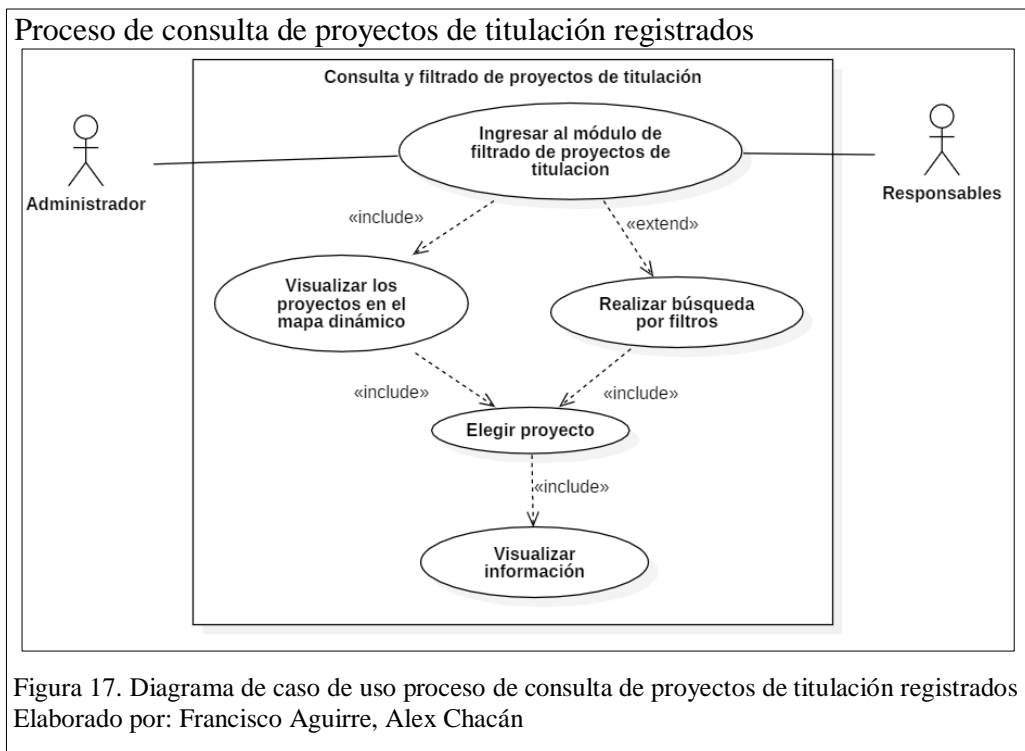 Proceso de consulta de proyectos de titulación registrados
Consulta y filtrado de proyectos de titulación
Ingresar al módulo de
filtrado de proyectos de
titulacion
Administrador
Responsables
«include»
«extend»
Visualizar los
proyectos en el
mapa dinámico
Realizar búsqueda
por filtros
«include»
«include»
Elegir proyecto
«include»
Visualizar
información
Figura 17. Diagrama de caso de uso proceso de consulta de proyectos de titulación registrados
Elaborado por: Francisco Aguirre, Alex Chacán